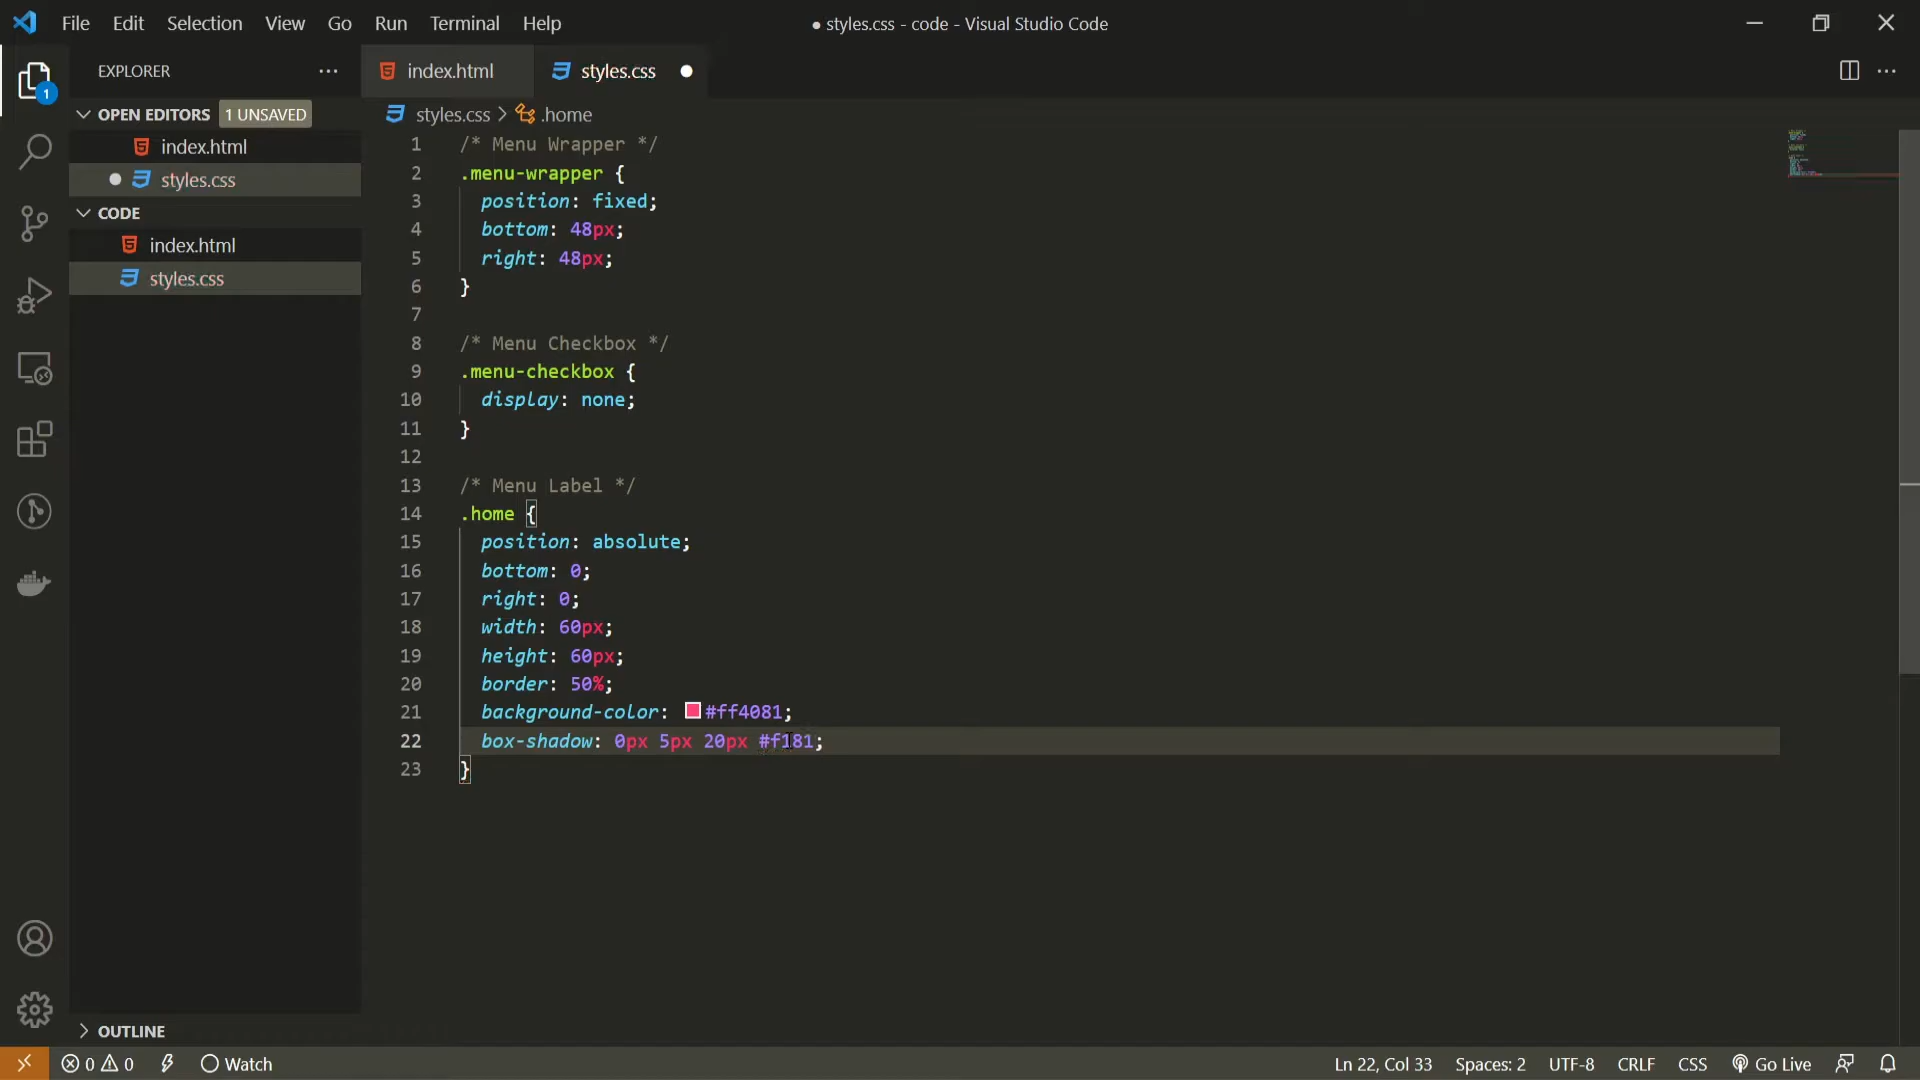 File Edit Selection View Go Run Terminal Help
● styles.css - code - Visual Studio Code
EXPLORER ···
index.html
styles.css
OPEN EDITORS 1 UNSAVED
1
styles.css > .home
index.html
styles.css
CODE
index.html
styles.css
1 /* Menu Wrapper */
2 .menu-wrapper {
3 position: fixed;
4 bottom: 48px;
5 right: 48px;
6 }
7
8 /* Menu Checkbox */
9 .menu-checkbox {
10 display: none;
11 }
12
13 /* Menu Label */
14 .home {
15 position: absolute;
16 bottom: 0;
17 right: 0;
18 width: 60px;
19 height: 60px;
20 border: 50%;
21 background-color: #ff4081;
22 box-shadow: 0px 5px 20px #f181;
23 }
OUTLINE
0 0 Watch
Ln 22, Col 33 Spaces: 2 UTF-8 CRLF CSS Go Live